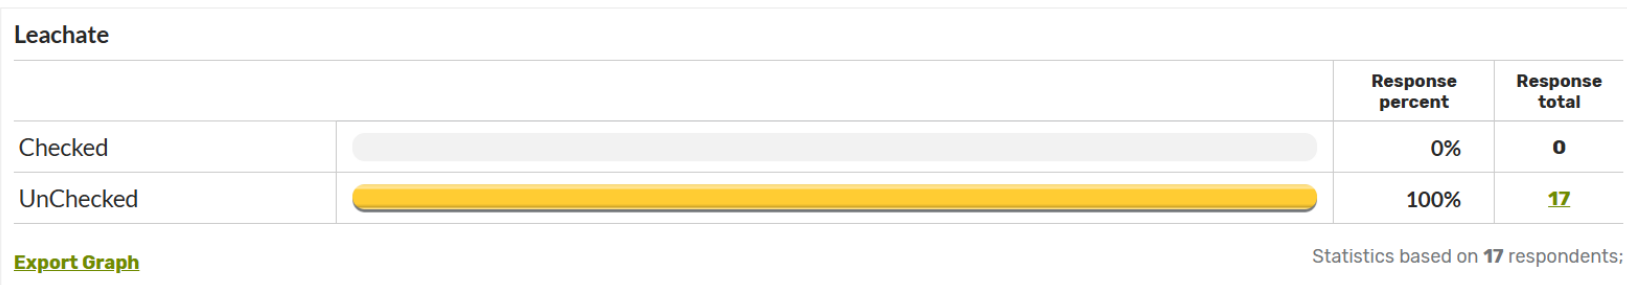 Leachate
Response percent
Response total
Checked
0%
0
UnChecked
100%
17
Export Graph
Statistics based on 17 respondents;